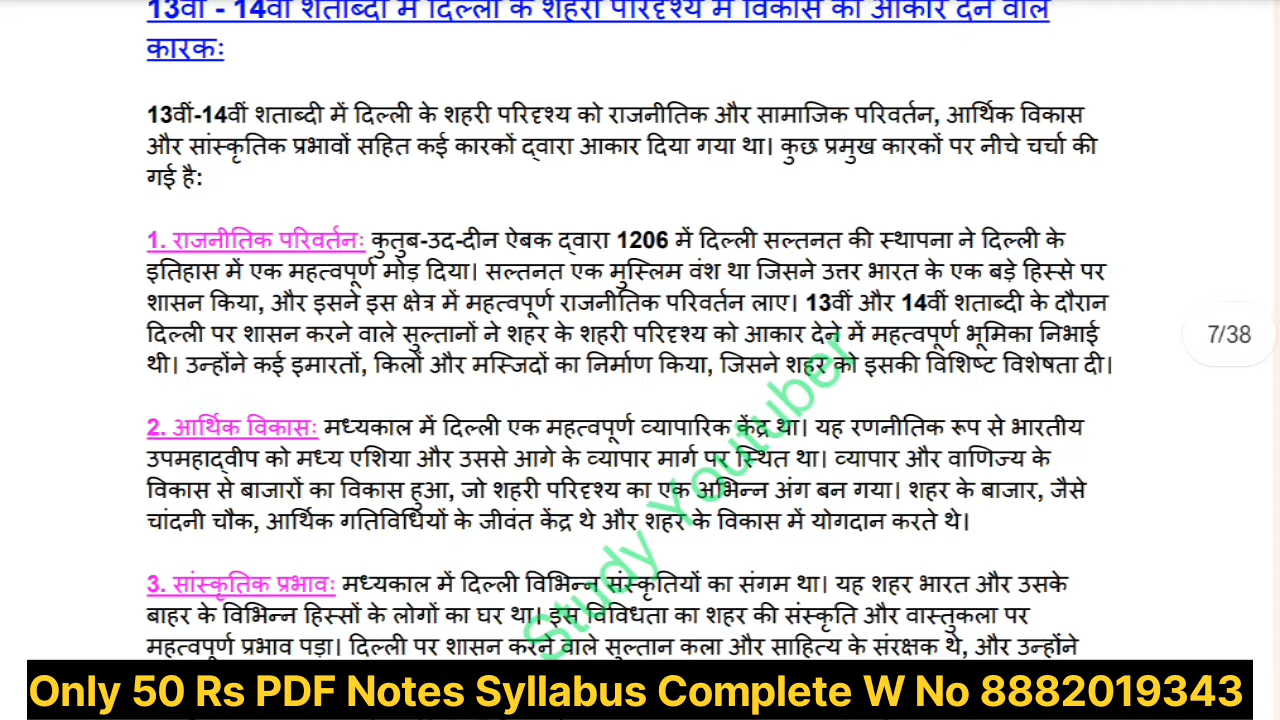 13वीं - 14वीं शताब्दी में दिल्ली के शहरी परिदृश्य में विकास को आकार देने वाले
कारकः
13वीं-14वीं शताब्दी में दिल्ली के शहरी परिदृश्य को राजनीतिक और सामाजिक परिवर्तन, आर्थिक विकास
और सांस्कृतिक प्रभावों सहित कई कारकों द्वारा आकार दिया गया था। कुछ प्रमुख कारकों पर नीचे चर्चा की
गई है:
1. राजनीतिक परिवर्तनः कुतुब-उद-दीन ऐबक द्वारा 1206 में दिल्ली सल्तनत की स्थापना ने दिल्ली के
इतिहास में एक महत्वपूर्ण मोड़ दिया। सल्तनत एक मुस्लिम वंश था जिसने उत्तर भारत के एक बड़े हिस्से पर
शासन किया, और इसने इस क्षेत्र में महत्वपूर्ण राजनीतिक परिवर्तन लाए। 13वीं और 14वीं शताब्दी के दौरान
दिल्ली पर शासन करने वाले सुल्तानों ने शहर के शहरी परिदृश्य को आकार देने में महत्वपूर्ण भूमिका निभाई
थी। उन्होंने कई इमारतों, किलों और मस्जिदों का निर्माण किया, जिसने शहर को इसकी विशिष्ट विशेषता दी।
7/38
2. आर्थिक विकासः मध्यकाल में दिल्ली एक महत्वपूर्ण व्यापारिक केंद्र था। यह रणनीतिक रूप से भारतीय
उपमहाद्वीप को मध्य एशिया और उससे आगे के व्यापार मार्ग पर स्थित था। व्यापार और वाणिज्य के
विकास से बाजारों का विकास हुआ, जो शहरी परिदृश्य का एक अभिन्न अंग बन गया। शहर के बाजार, जैसे
चांदनी चौक, आर्थिक गतिविधियों के जीवंत केंद्र थे और शहर के विकास में योगदान करते थे।
3. सांस्कृतिक प्रभावः मध्यकाल में दिल्ली विभिन्न संस्कृतियों का संगम था। यह शहर भारत और उसके
बाहर के विभिन्न हिस्सों के लोगों का घर था। इस विविधता का शहर की संस्कृति और वास्तुकला पर
महत्वपूर्ण प्रभाव पड़ा। दिल्ली पर शासन करने वाले सुल्तान कला और साहित्य के संरक्षक थे, और उन्होंने
Study Youtuber
Only 50 Rs PDF Notes Syllabus Complete W No 8882019343